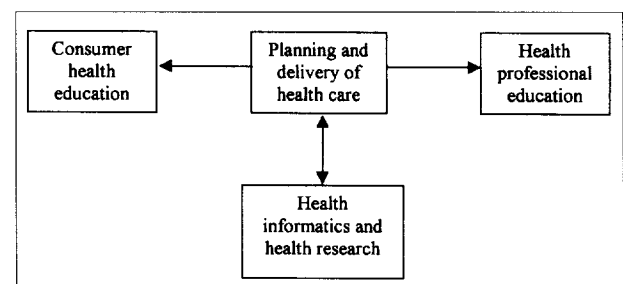 Consumer
health
education
Planning and
delivery of
health care
Health
professional
education
Health
informatics and
health research